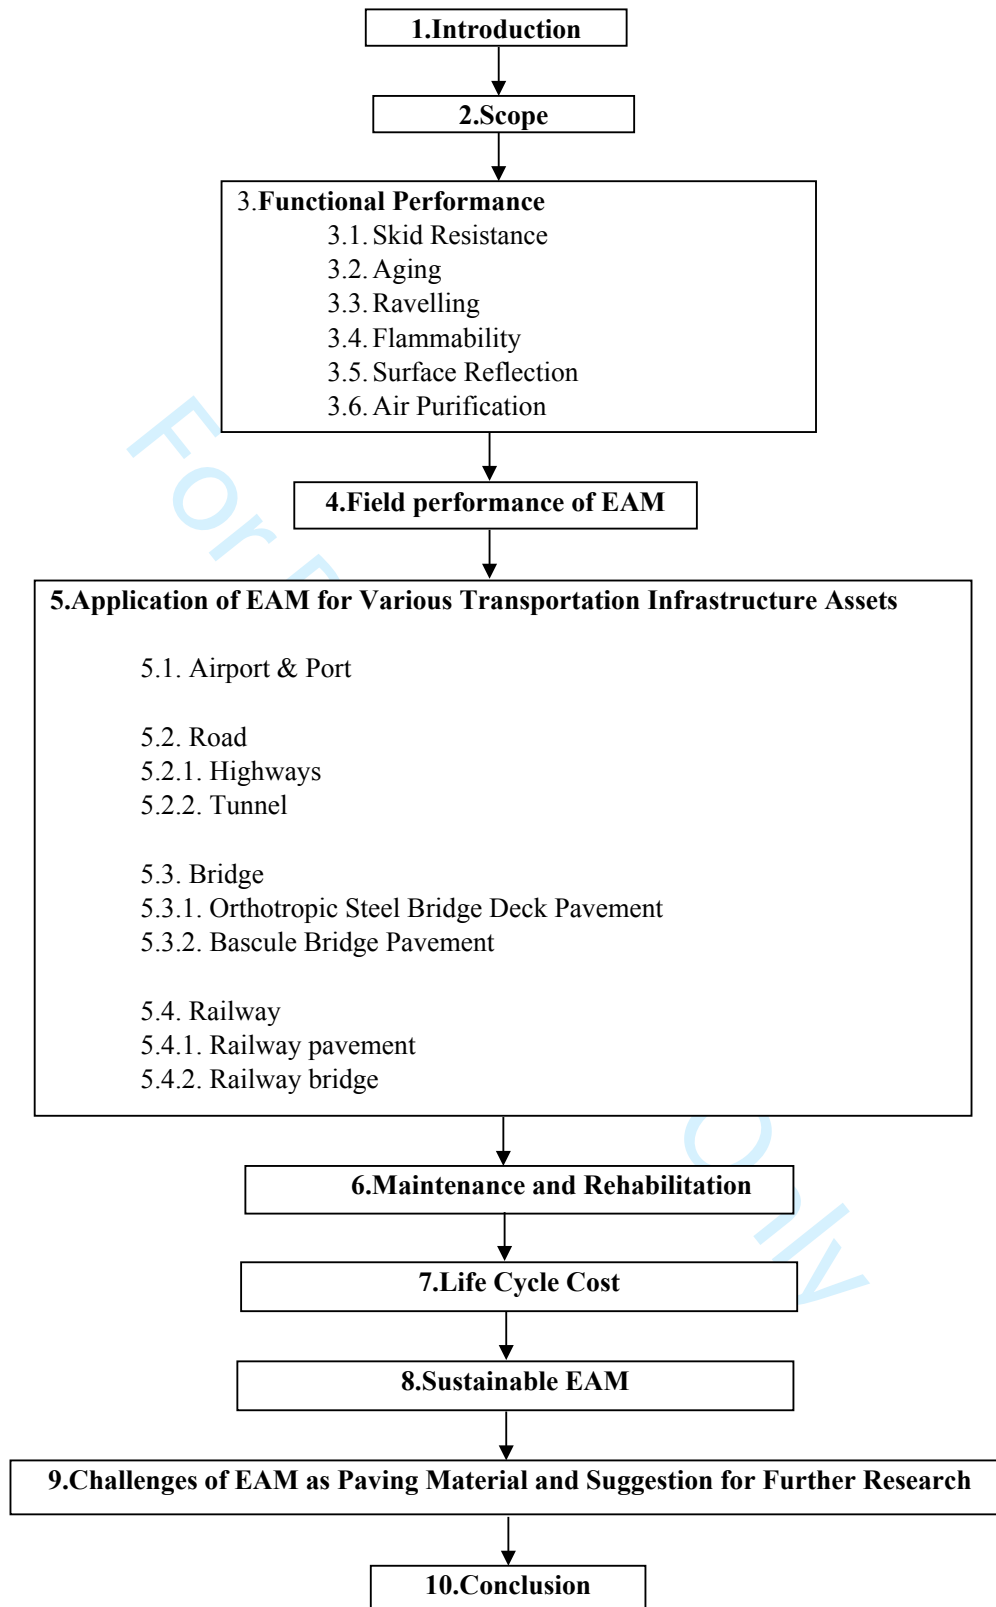 1.Introduction
2.Scope
3.Functional Performance
3.1. Skid Resistance
3.2. Aging
3.3. Ravelling
3.4. Flammability
3.5. Surface Reflection
3.6. Air Purification
4.Field performance of EAM
5.Application of EAM for Various Transportation Infrastructure Assets
5.1. Airport & Port
5.2. Road
5.2.1. Highways
5.2.2. Tunnel
5.3. Bridge
5.3.1. Orthotropic Steel Bridge Deck Pavement
5.3.2. Bascule Bridge Pavement
5.4. Railway
5.4.1. Railway pavement
5.4.2. Railway bridge
6.Maintenance and Rehabilitation
7.Life Cycle Cost
8.Sustainable EAM
9.Challenges of EAM as Paving Material and Suggestion for Further Research
10.Conclusion
For
Only